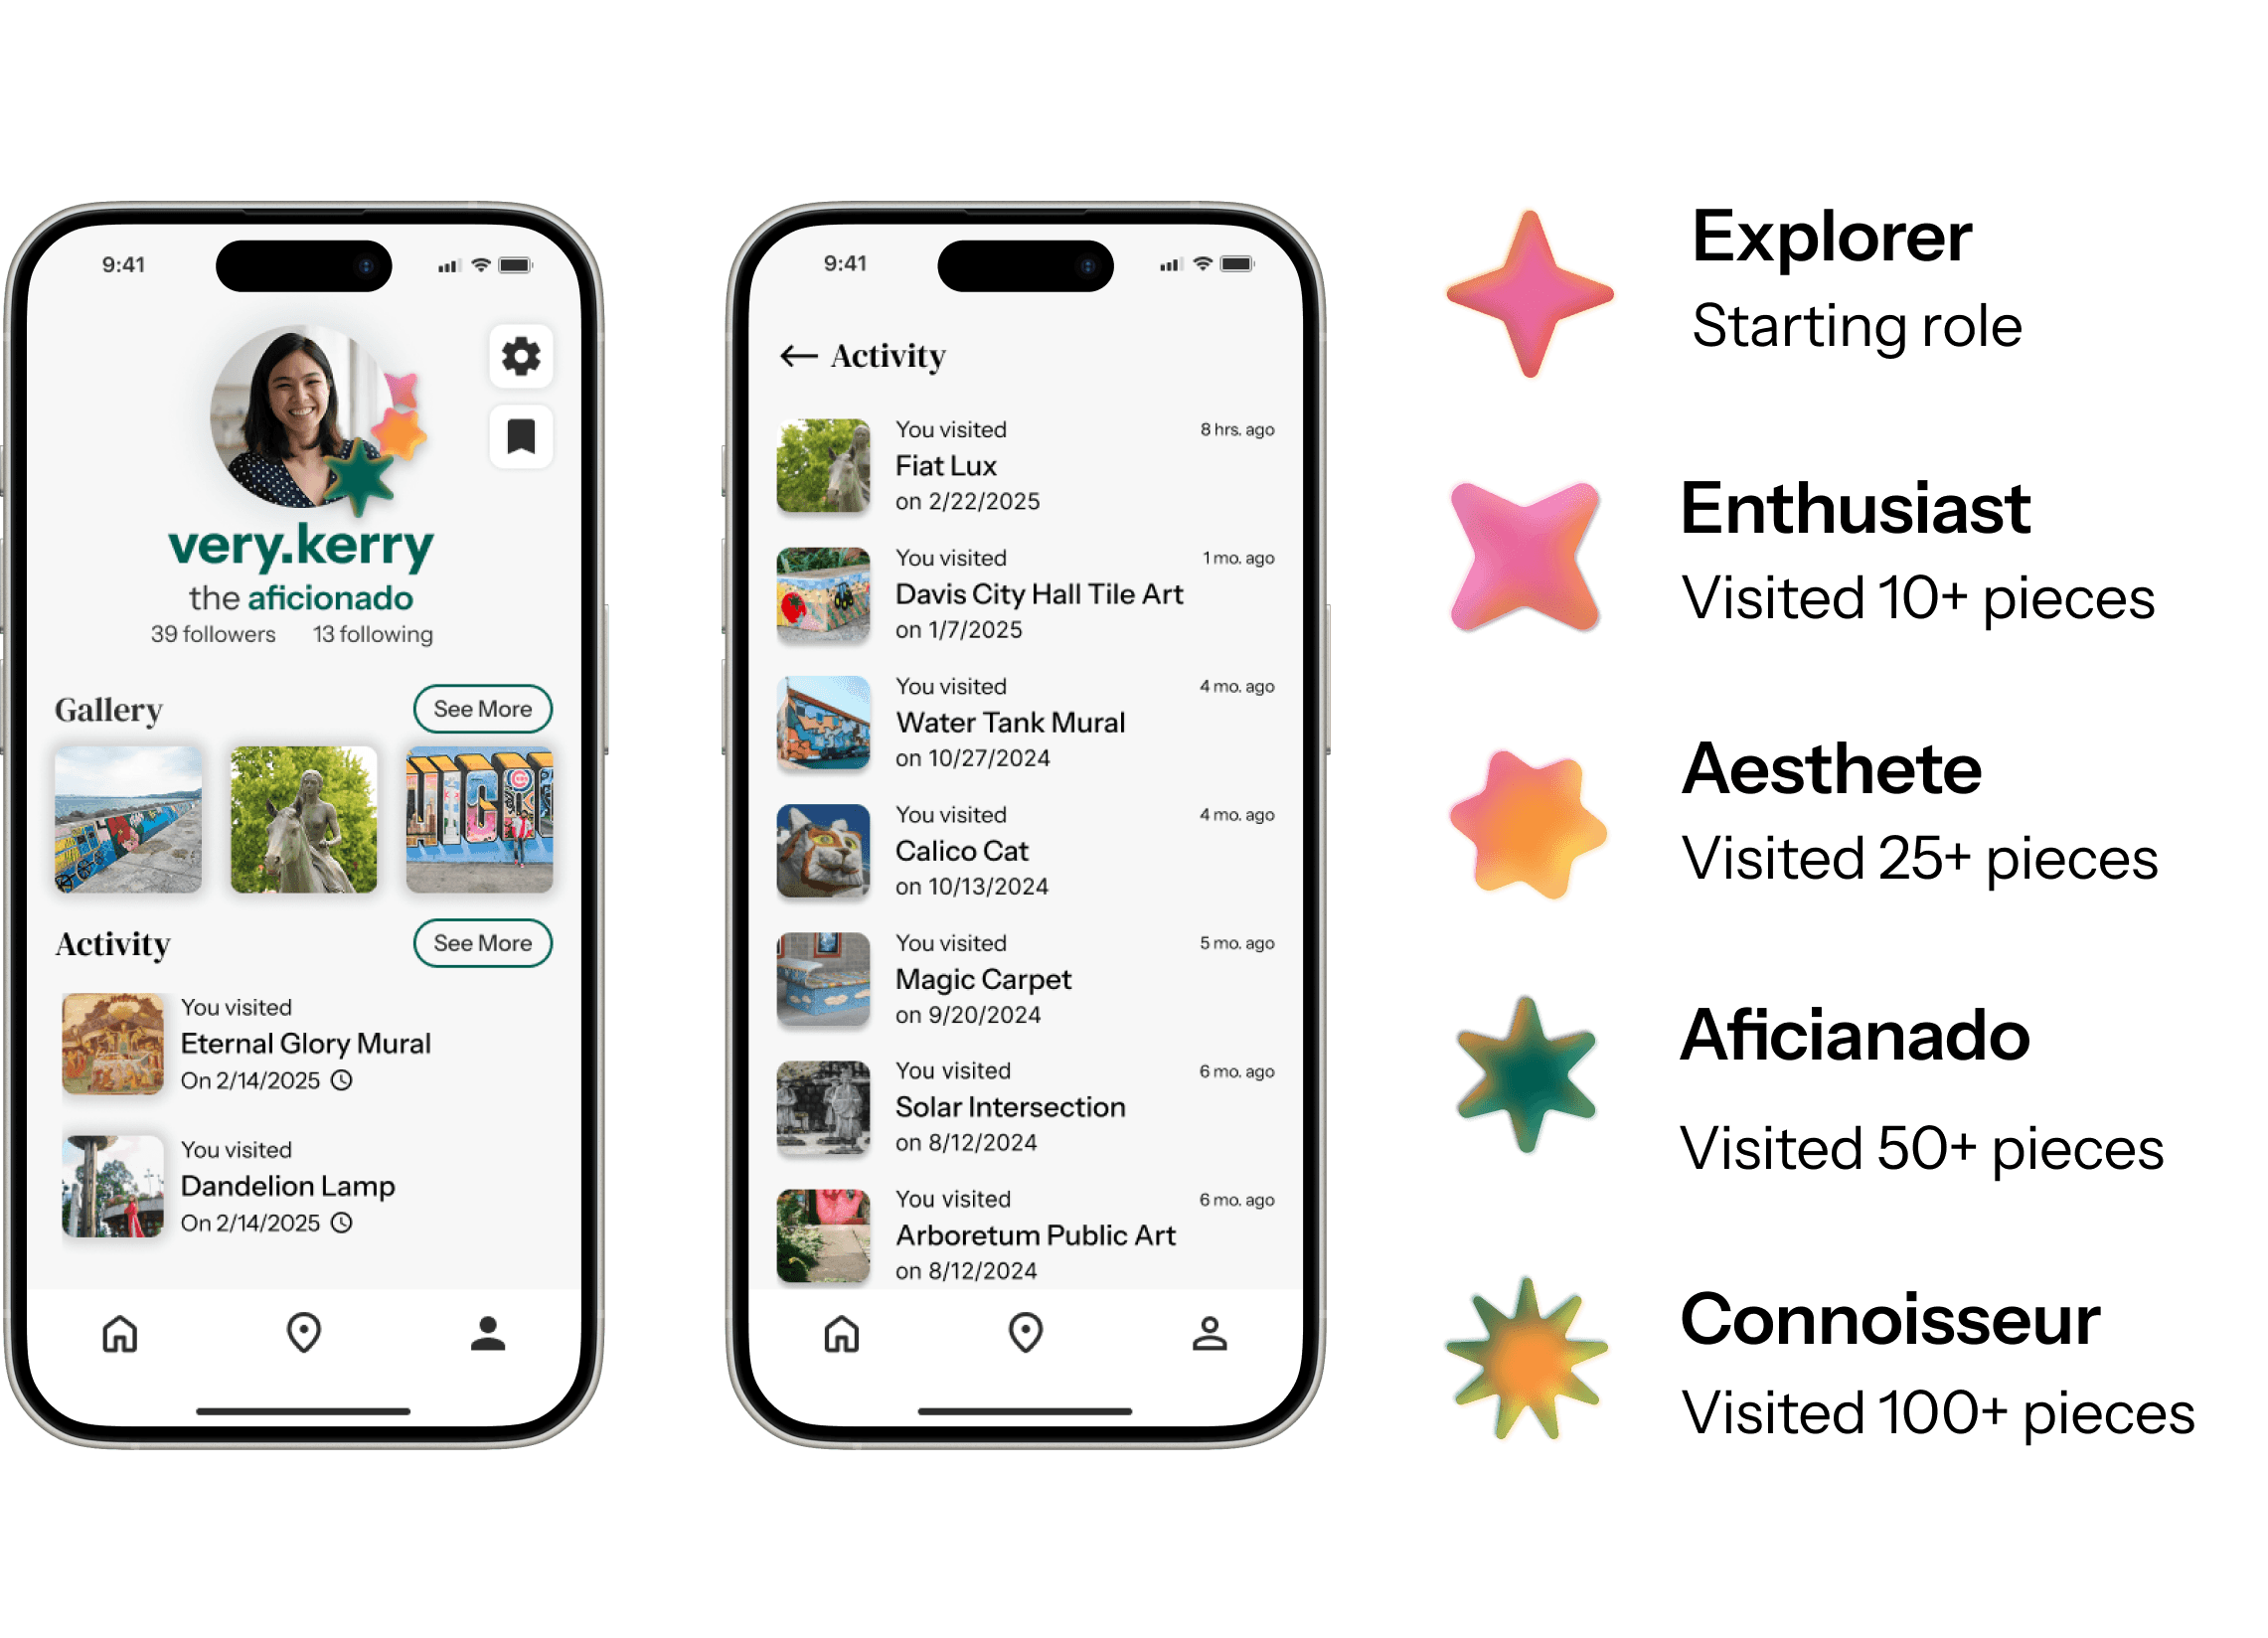 9:41
very.kerry
the aficionado
39 followers 13 following
Gallery
See More
Activity
See More
You visited
Eternal Glory Mural
On 2/14/2025
You visited
Dandelion Lamp
On 2/14/2025
9:41
Activity
You visited 8 hrs. ago
Fiat Lux
on 2/22/2025
You visited 1 mo. ago
Davis City Hall Tile Art
on 1/7/2025
You visited 4 mo. ago
Water Tank Mural
on 10/27/2024
You visited 4 mo. ago
Calico Cat
on 10/13/2024
You visited 5 mo. ago
Magic Carpet
on 9/20/2024
You visited 6 mo. ago
Solar Intersection
on 8/12/2024
You visited 6 mo. ago
Arboretum Public Art
on 8/12/2024
Explorer
Starting role
Enthusiast
Visited 10+ pieces
Aesthete
Visited 25+ pieces
Aficianado
Visited 50+ pieces
Connoisseur
Visited 100+ pieces